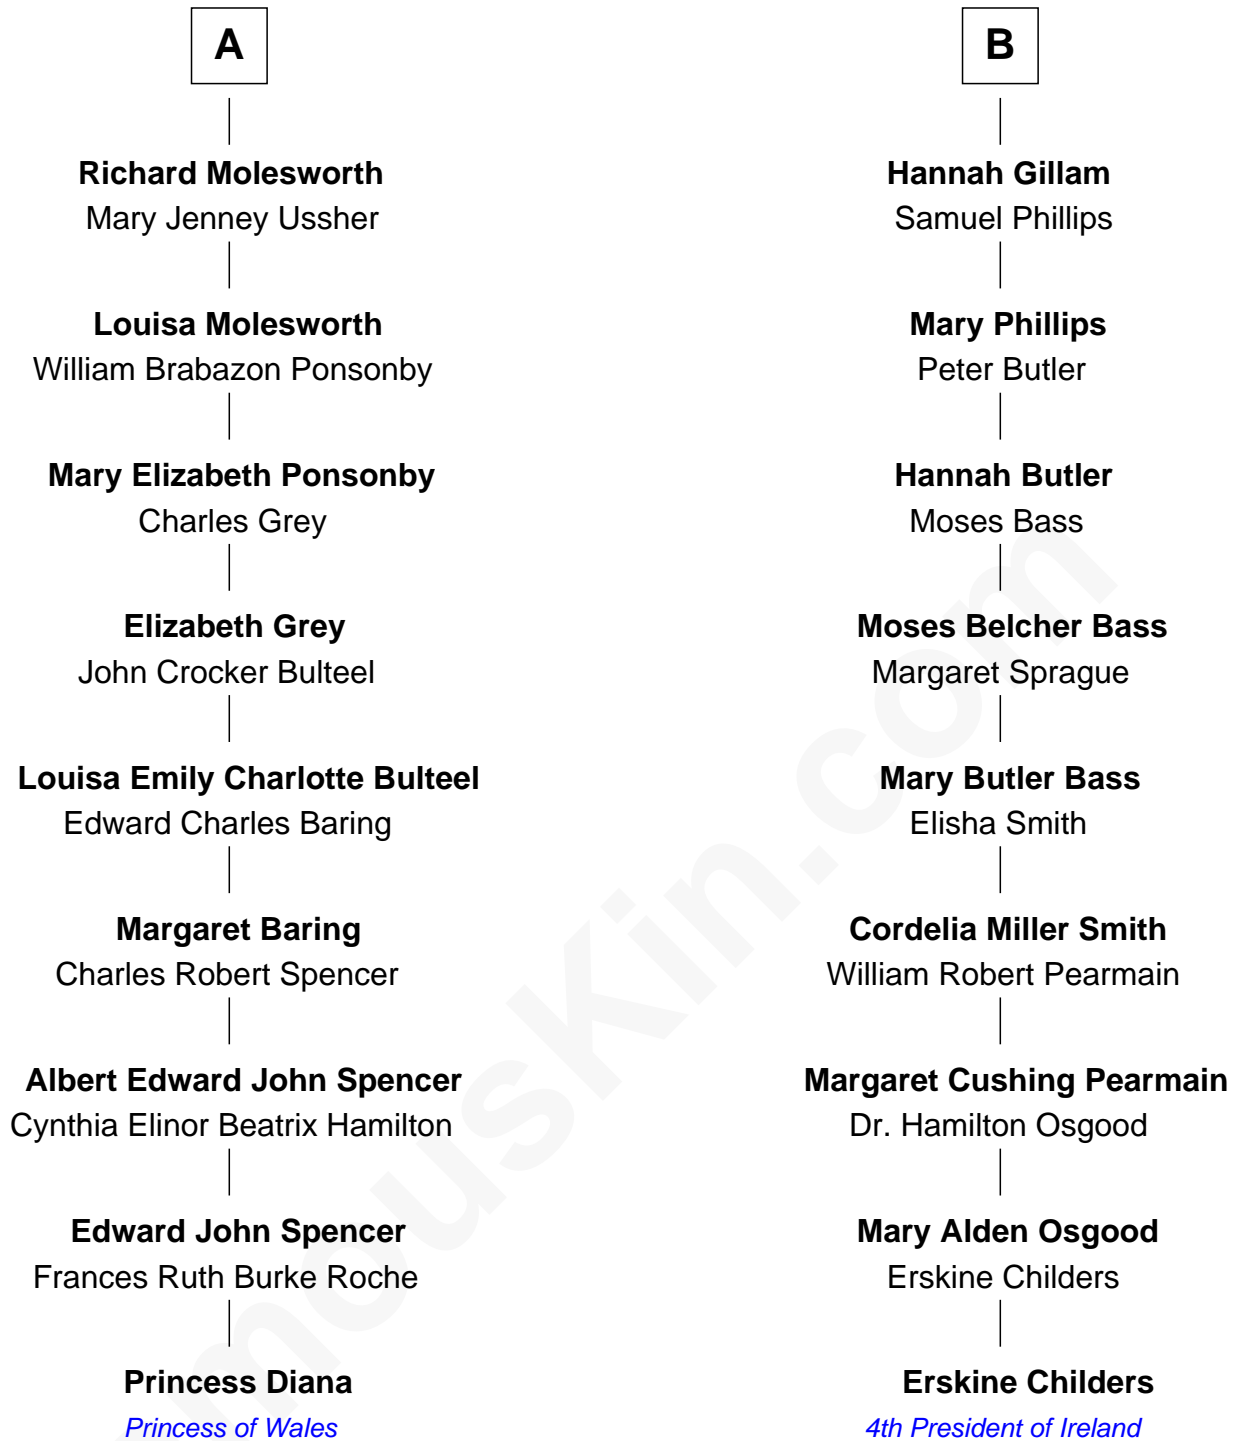 A
Richard Molesworth
Mary Jenney Ussher
Louisa Molesworth
William Brabazon Ponsonby
Mary Elizabeth Ponsonby
Charles Grey
Elizabeth Grey
John Crocker Bulteel
Louisa Emily Charlotte Bulteel
Edward Charles Baring
Margaret Baring
Charles Robert Spencer
Albert Edward John Spencer
Cynthia Elinor Beatrix Hamilton
Edward John Spencer
Frances Ruth Burke Roche
Princess Diana
Princess of Wales
B
Hannah Gillam
Samuel Phillips
Mary Phillips
Peter Butler
Hannah Butler
Moses Bass
Moses Belcher Bass
Margaret Sprague
Mary Butler Bass
Elisha Smith
Cordelia Miller Smith
William Robert Pearmain
Margaret Cushing Pearmain
Dr. Hamilton Osgood
Mary Alden Osgood
Erskine Childers
Erskine Childers
4th President of Ireland
mousKin.com